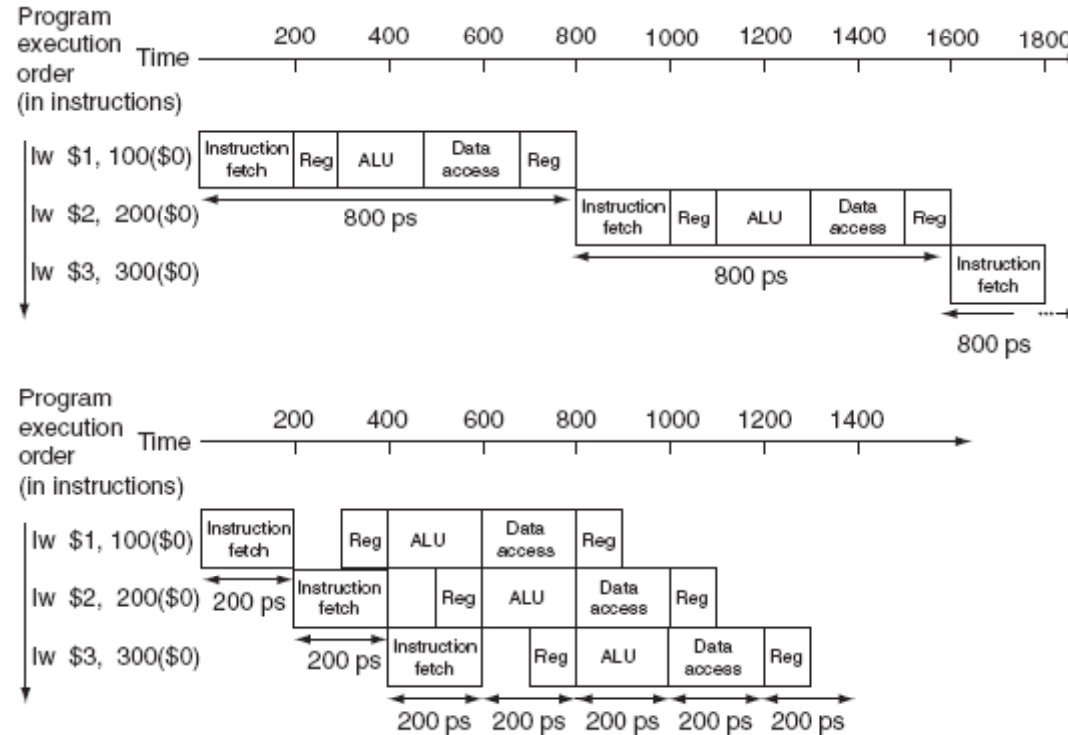 Program
execution
order
(in instructions)
Time
200 400 600 800 1000 1200 1400 1600 1800
lw $1, 100($0)
Instruction
fetch
Reg
ALU
Data
access
Reg
800 ps
lw $2, 200($0)
Instruction
fetch
Reg
ALU
Data
access
Reg
800 ps
lw $3, 300($0)
Instruction
fetch
800 ps
Program
execution
order
(in instructions)
Time
200 400 600 800 1000 1200 1400
lw $1, 100($0)
Instruction
fetch
Reg
ALU
Data
access
Reg
200 ps
lw $2, 200($0)
Instruction
fetch
Reg
ALU
Data
access
Reg
200 ps
lw $3, 300($0)
Instruction
fetch
Reg
ALU
Data
access
Reg
200 ps 200 ps 200 ps 200 ps 200 ps